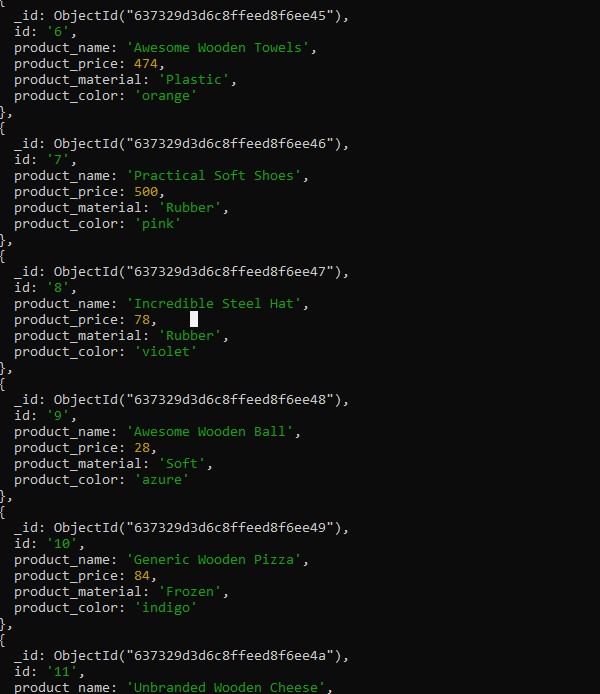 {
_id: ObjectId("637329d3d6c8ffeed8f6ee45"),
id: '6',
product_name: 'Awesome Wooden Towels',
product_price: 474,
product_material: 'Plastic',
product_color: 'orange'
},
{
_id: ObjectId("637329d3d6c8ffeed8f6ee46"),
id: '7',
product_name: 'Practical Soft Shoes',
product_price: 500,
product_material: 'Rubber',
product_color: 'pink'
},
{
_id: ObjectId("637329d3d6c8ffeed8f6ee47"),
id: '8',
product_name: 'Incredible Steel Hat',
product_price: 78,
product_material: 'Rubber',
product_color: 'violet'
},
{
_id: ObjectId("637329d3d6c8ffeed8f6ee48"),
id: '9',
product_name: 'Awesome Wooden Ball',
product_price: 28,
product_material: 'Soft',
product_color: 'azure'
},
{
_id: ObjectId("637329d3d6c8ffeed8f6ee49"),
id: '10',
product_name: 'Generic Wooden Pizza',
product_price: 84,
product_material: 'Frozen',
product_color: 'indigo'
},
{
_id: ObjectId("637329d3d6c8ffeed8f6ee4a"),
id: '11',
product_name: 'Unbranded Wooden Cheese',